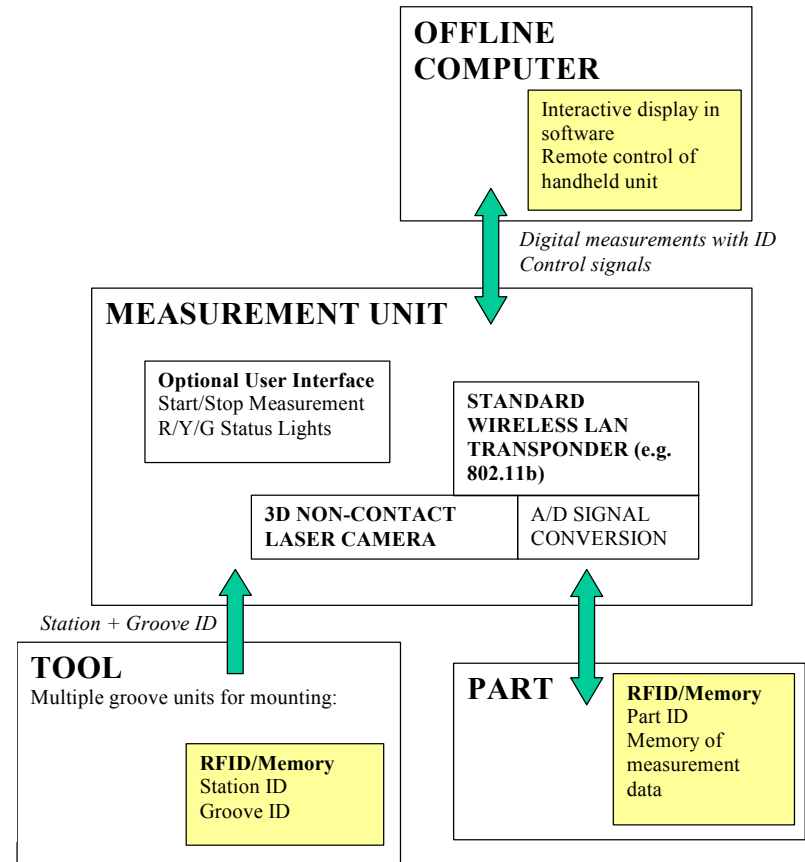 OFFLINE
COMPUTER
Interactive display in
software
Remote control of
handheld unit
Digital measurements with ID
Control signals
MEASUREMENT UNIT
Optional User Interface
Start/Stop Measurement
R/Y/G Status Lights
STANDARD
WIRELESS LAN
TRANSPONDER (e.g.
802.11b)
3D NON-CONTACT
LASER CAMERA
A/D SIGNAL
CONVERSION
Station + Groove ID
TOOL
Multiple groove units for mounting:
RFID/Memory
Station ID
Groove ID
PART
RFID/Memory
Part ID
Memory of
measurement
data